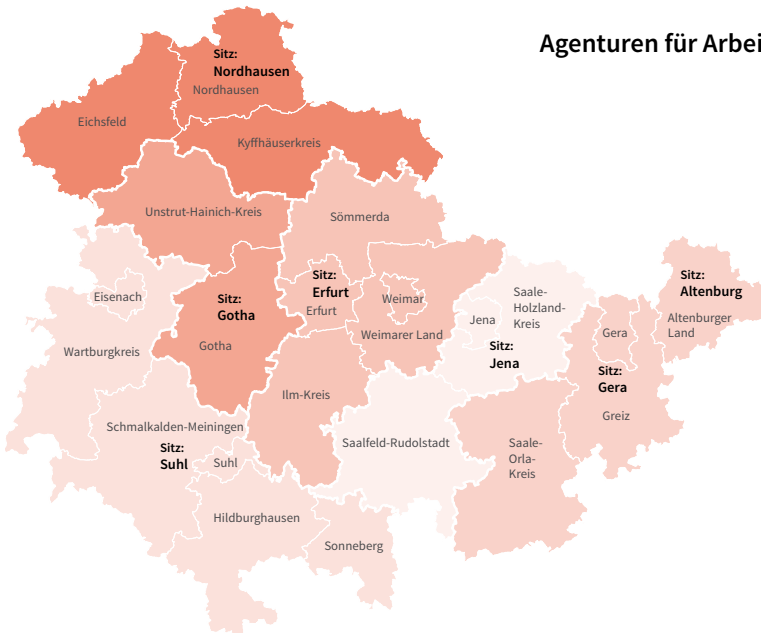 Agenturen für Arbei
Sitz:
Nordhausen
Nordhausen
Eichsfeld
Kyffhäuserkreis
Unstrut-Hainich-Kreis
Sömmerda
Eisenach
Sitz:
Gotha
Gotha
Sitz:
Erfurt
Erfurt
Weimar
Weimarer Land
Saale-
Holzland-
Kreis
Jena
Sitz:
Jena
Sitz:
Altenburg
Altenburger
Land
Gera
Sitz:
Gera
Greiz
Wartburgkreis
Ilm-Kreis
Schmalkalden-Meiningen
Sitz:
Suhl
Suhl
Saalfeld-Rudolstadt
Saale-
Orla-
Kreis
Hildburghausen
Sonneberg